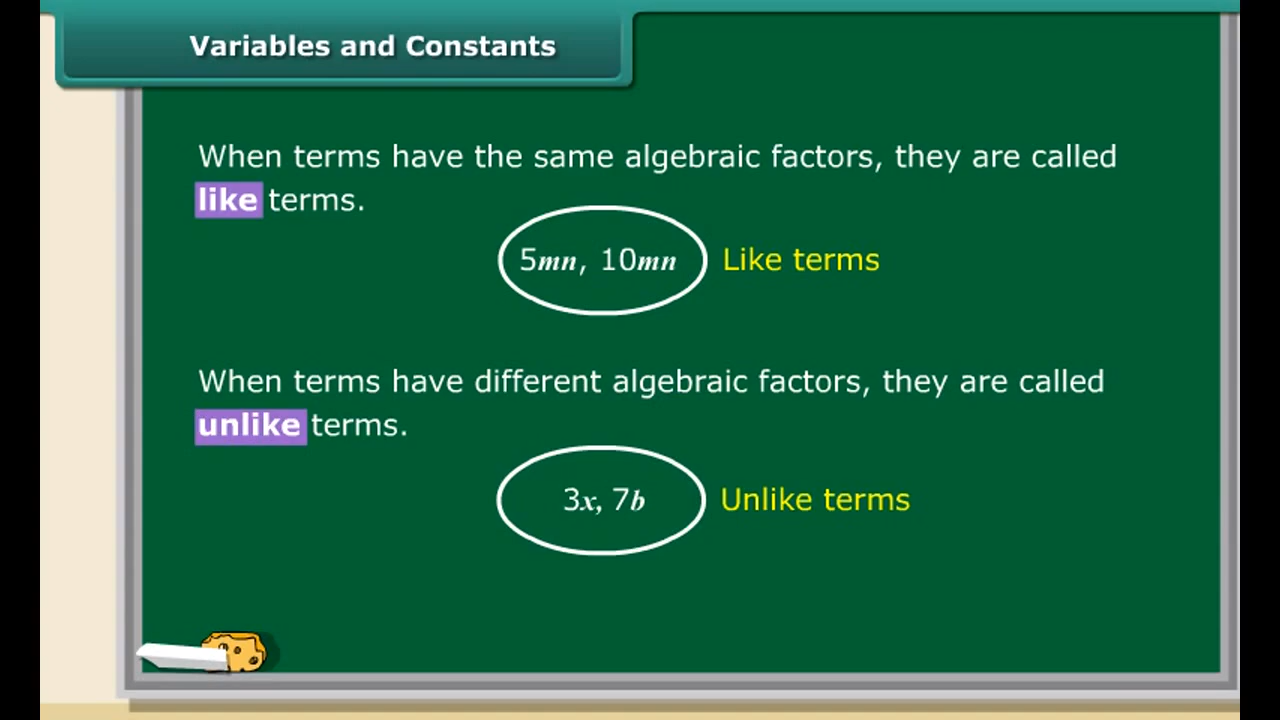 Variables and Constants
When terms have the same algebraic factors, they are called
like terms.
5mn, 10mn Like terms
When terms have different algebraic factors, they are called
unlike terms.
3x, 7b Unlike terms